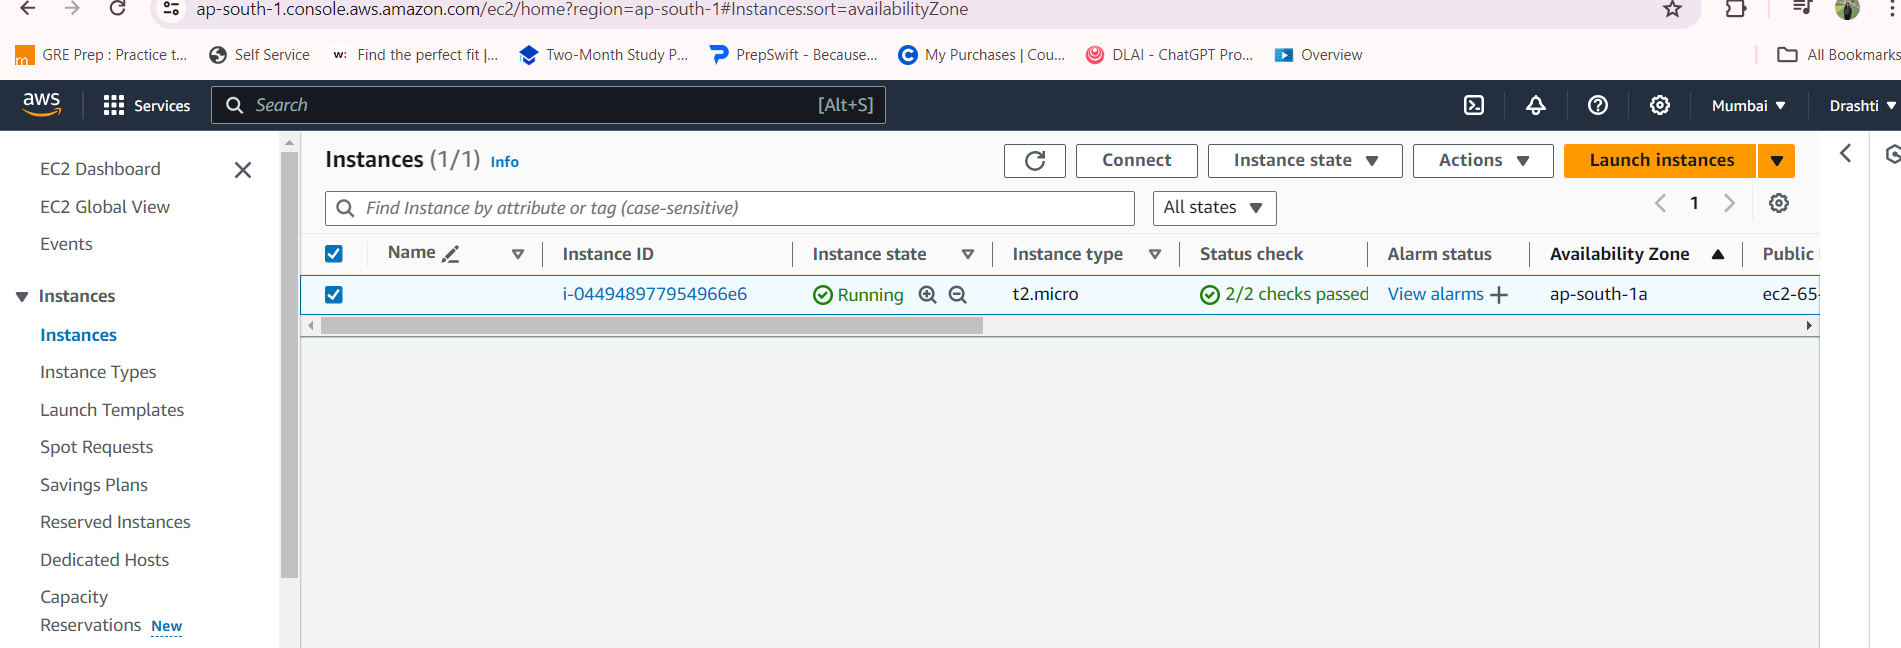 ap-south-1.console.aws.amazon.com/ec2/home?region=ap-south-1#Instances:sort=availabilityZone
GRE Prep : Practice t... Self Service w: Find the perfect fit |... Two-Month Study P... PrepSwift - Because... My Purchases | Cou... DLAI - ChatGPT Pro... Overview All Bookmarks
aws Services Search [Alt+S] Mumbai Drashti
EC2 Dashboard
EC2 Global View
Events
Instances
Instances
Instance Types
Launch Templates
Spot Requests
Savings Plans
Reserved Instances
Dedicated Hosts
Capacity
Reservations New
Instances (1/1) Info Connect Instance state Actions Launch instances
Find Instance by attribute or tag (case-sensitive) All states 1
Name Instance ID Instance state Instance type Status check Alarm status Availability Zone Public
i-044948977954966e6 Running t2.micro 2/2 checks passed View alarms + ap-south-1a ec2-65-